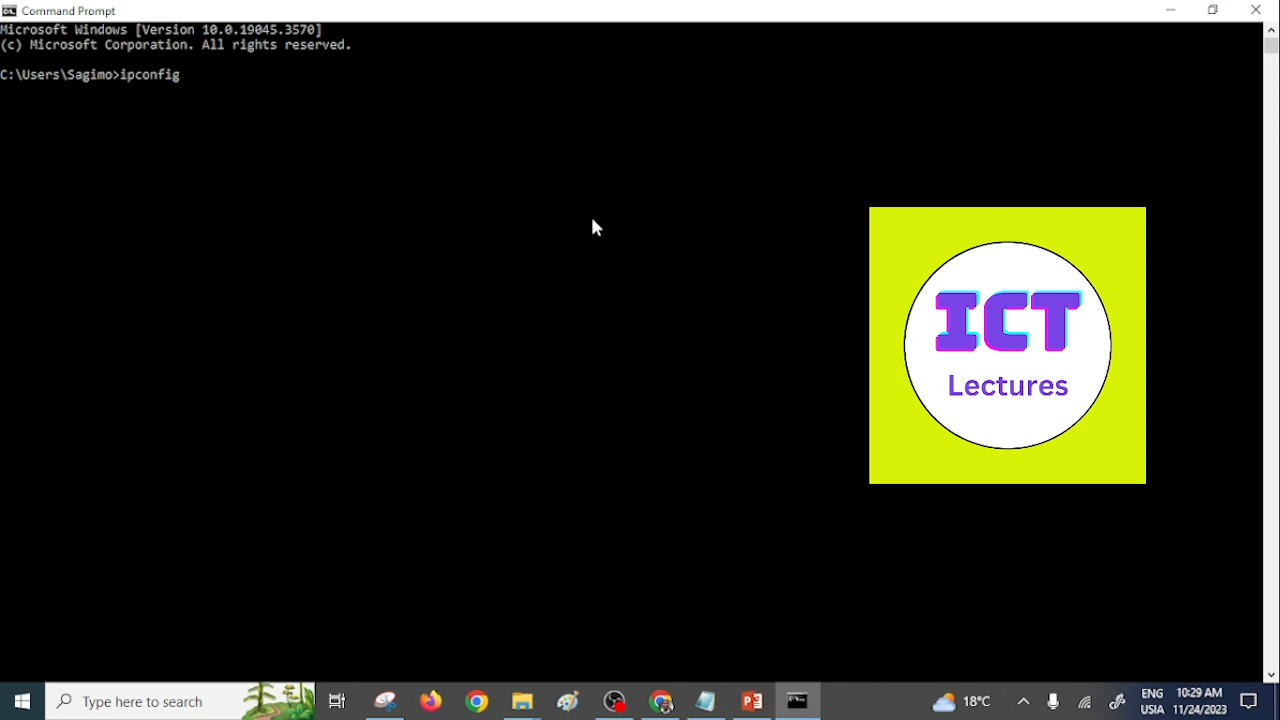 Command Prompt
Microsoft Windows [Version 10.0.19045.3570]
(c) Microsoft Corporation. All rights reserved.
C:\Users\Sagimo>ipconfig
ICT
Lectures
Type here to search
18°C
ENG
USIA
10:29 AM
11/24/2023